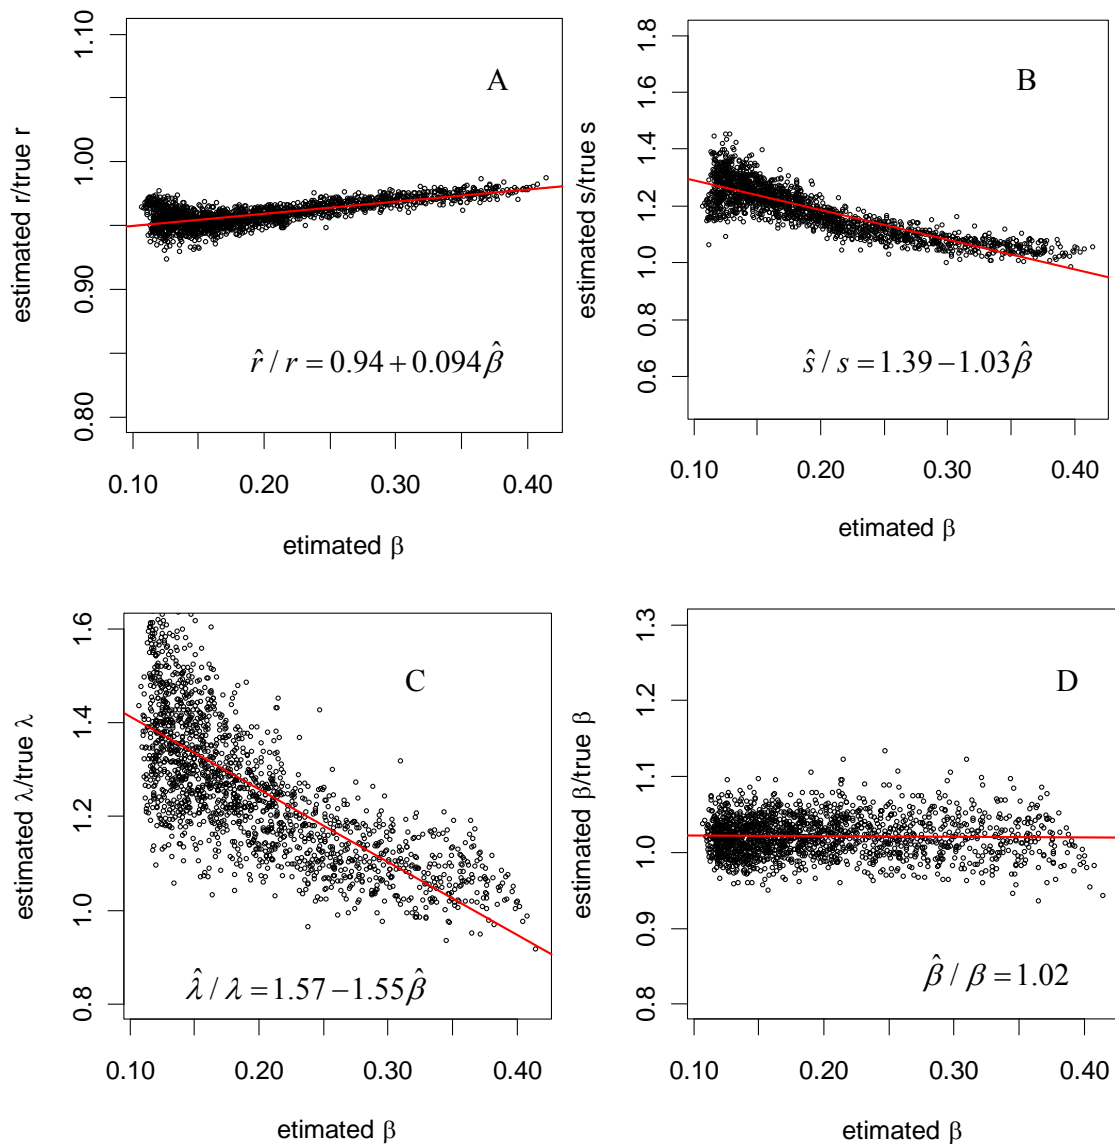 A
estimated r/true r
1.10
1.00
0.90
0.80
r̂ / r = 0.94 + 0.094β̂
0.10 0.20 0.30 0.40
etimated β
B
estimated s/true s
1.8
1.6
1.4
1.2
1.0
0.8
0.6
ŝ / s = 1.39 − 1.03β̂
0.10 0.20 0.30 0.40
etimated β
C
estimated λ/true λ
1.6
1.4
1.2
1.0
0.8
λ̂ / λ = 1.57 − 1.55β̂
0.10 0.20 0.30 0.40
etimated β
D
estimated β/true β
1.3
1.2
1.1
1.0
0.9
0.8
β̂ / β = 1.02
0.10 0.20 0.30 0.40
etimated β